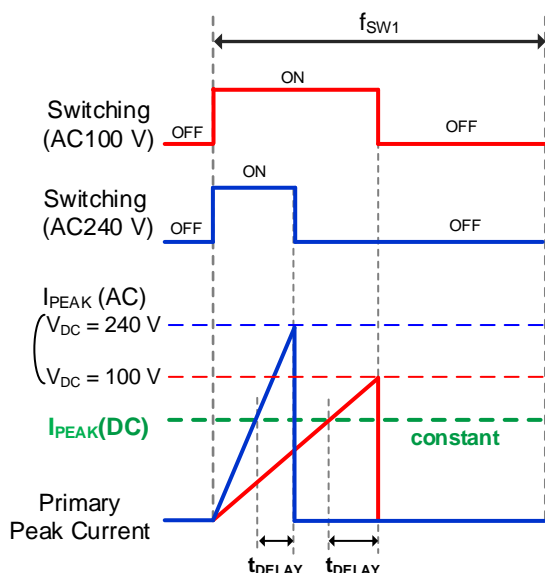 fSW1
ON
Switching
(AC100 V)
OFF
OFF
ON
Switching
(AC240 V)
OFF
OFF
IPEAK (AC)
VDC = 240 V
VDC = 100 V
IPEAK(DC)
constant
Primary
Peak Current
tDELAY
tDELAY